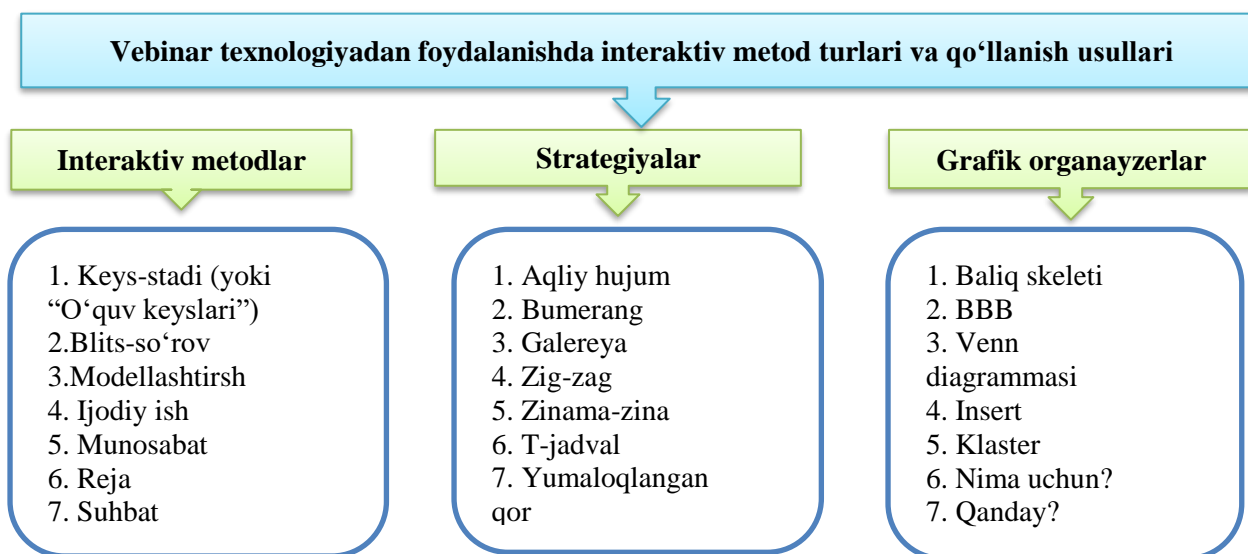 Vebinar texnologiyadan foydalanishda interaktiv metod turlari va qo‘llanish usullari
Interaktiv metodlar
1. Keys-stadi (yoki
“O‘quv keyslari”)
2.Blits-so‘rov
3.Modellashtirsh
4. Ijodiy ish
5. Munosabat
6. Reja
7. Suhbat
Strategiyalar
1. Aqliy hujum
2. Bumerang
3. Galereya
4. Zig-zag
5. Zinama-zina
6. T-jadval
7. Yumaloqlangan
qor
Grafik organayzerlar
1. Baliq skeleti
2. BBB
3. Venn
diagrammasi
4. Insert
5. Klaster
6. Nima uchun?
7. Qanday?